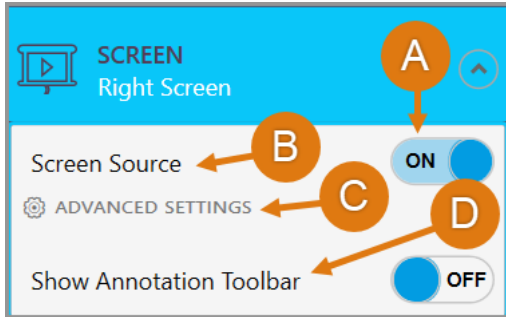 SCREEN
Right Screen
A
Screen Source
B
ON
ADVANCED SETTINGS
C
D
Show Annotation Toolbar
OFF